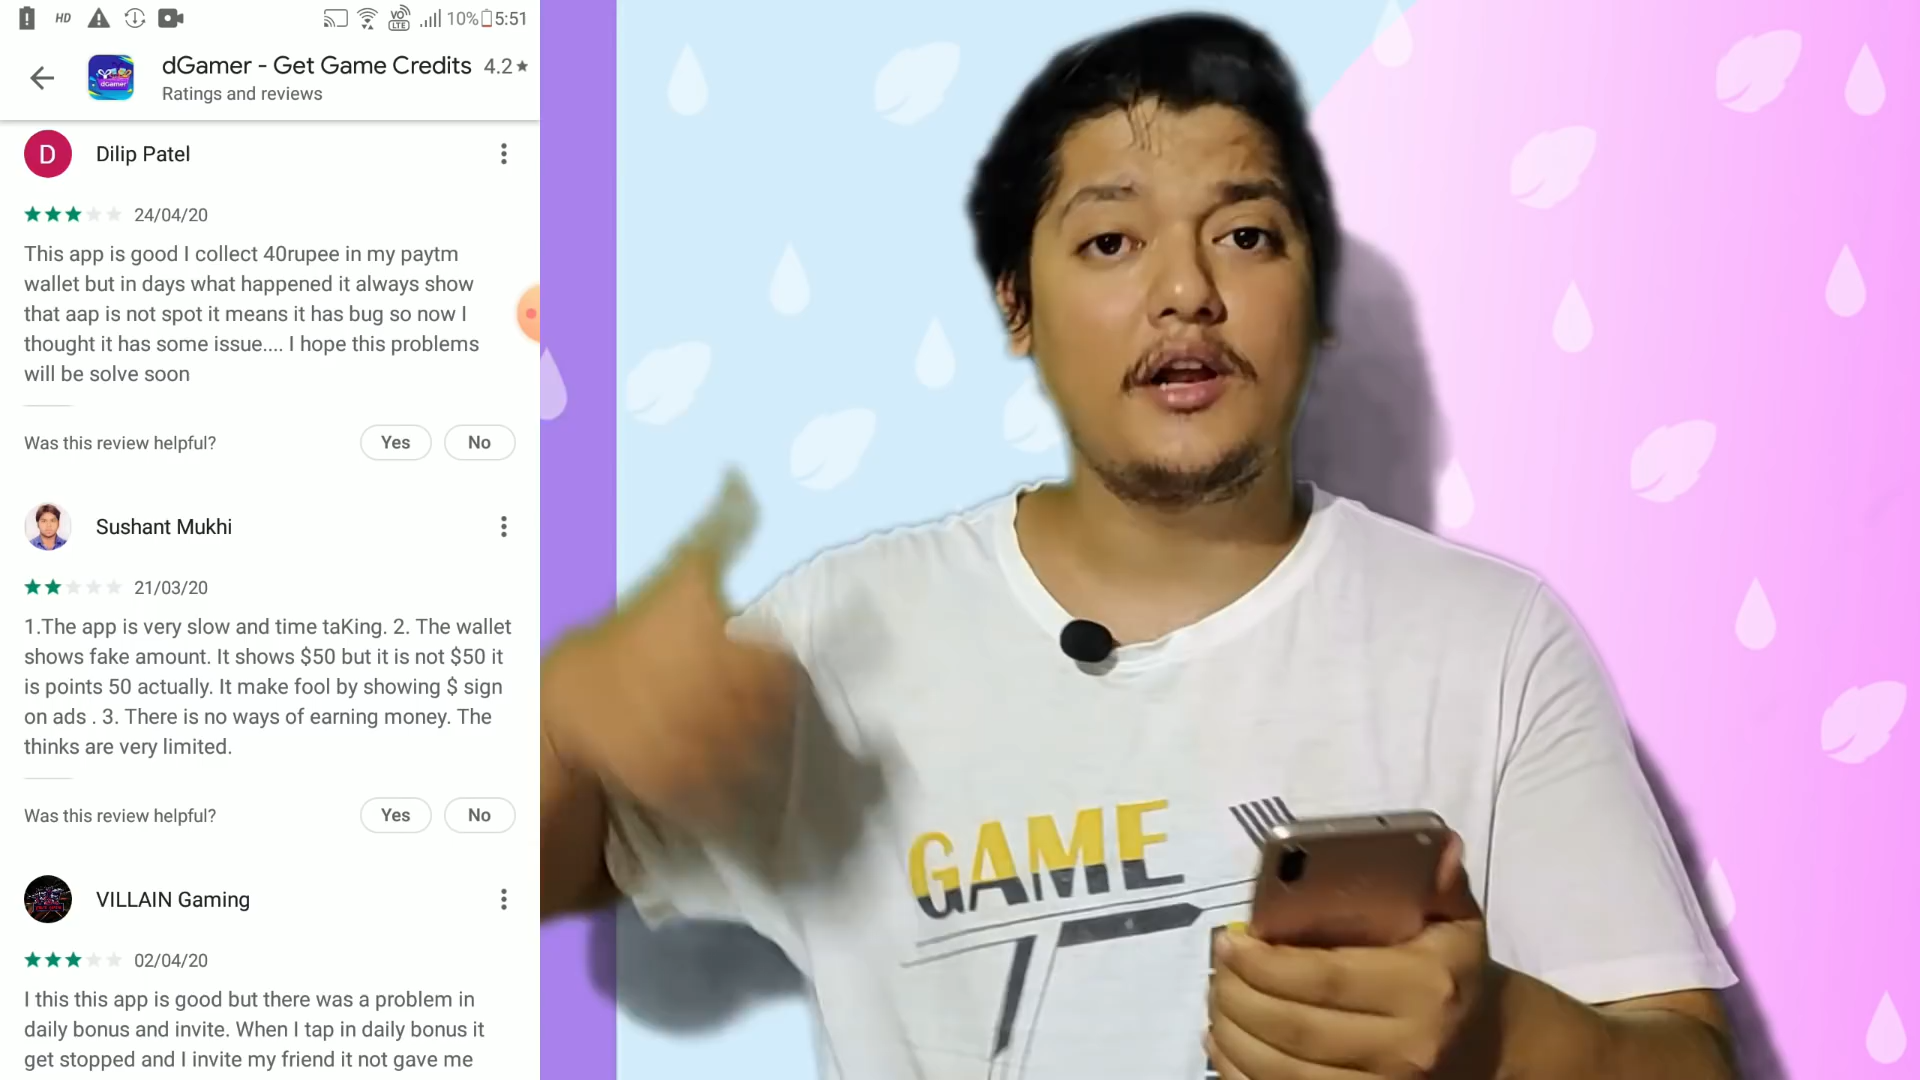 HD
VO
LTE
10%
5:51
dGamer - Get Game Credits 4.2★
dGamer
Ratings and reviews
D
Dilip Patel
24/04/20
This app is good I collect 40rupee in my paytm
wallet but in days what happened it always show
that aap is not spot it means it has bug so now I
thought it has some issue.... I hope this problems
will be solve soon
Was this review helpful?
Yes
No
Sushant Mukhi
21/03/20
1.The app is very slow and time taKing. 2. The wallet
shows fake amount. It shows $50 but it is not $50 it
is points 50 actually. It make fool by showing $ sign
on ads . 3. There is no ways of earning money. The
thinks are very limited.
Was this review helpful?
Yes
No
VILLAIN Gaming
02/04/20
I this this app is good but there was a problem in
daily bonus and invite. When I tap in daily bonus it
get stopped and I invite my friend it not gave me
GAME